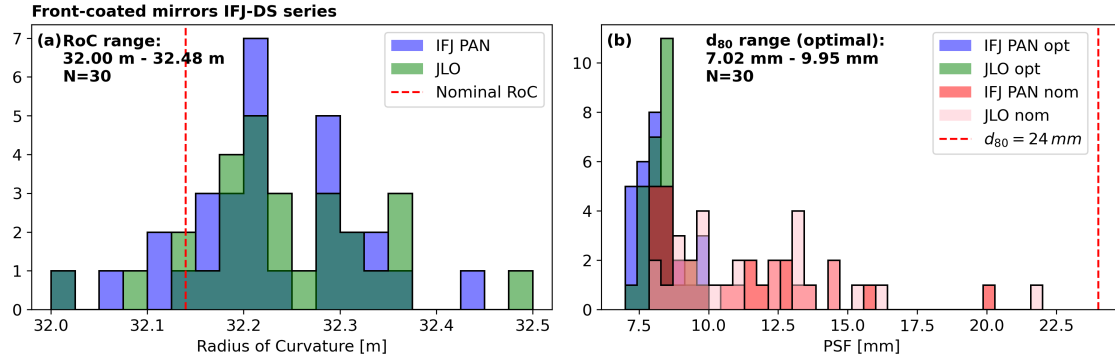 Front-coated mirrors IFJ-DS series
(a)
RoC range:
32.00 m - 32.48 m
N=30
IFJ PAN
JLO
Nominal RoC
7
6
5
4
3
2
1
0
32.0
32.1
32.2
32.3
32.4
32.5
Radius of Curvature [m]
(b)
d80 range (optimal):
7.02 mm - 9.95 mm
N=30
IFJ PAN opt
JLO opt
IFJ PAN nom
JLO nom
d80 = 24 mm
10
8
6
4
2
0
7.5
10.0
12.5
15.0
17.5
20.0
22.5
PSF [mm]